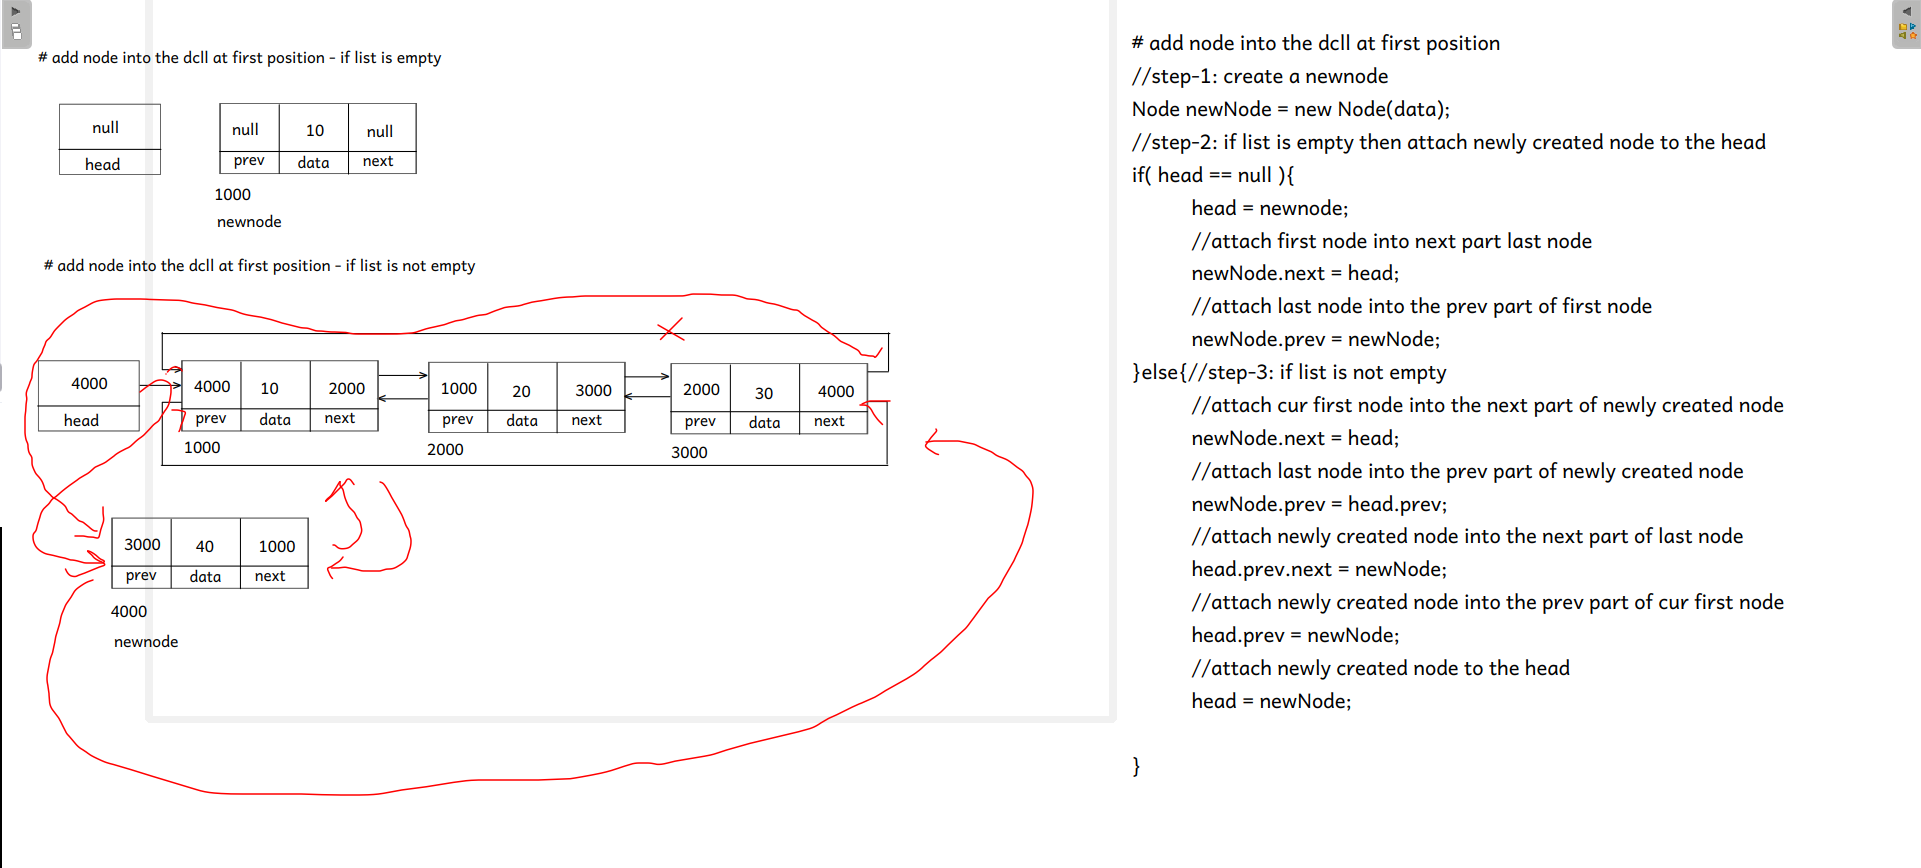 # add node into the dcll at first position - if list is empty
null
head
null 10 null
prev data next
1000
newnode
# add node into the dcll at first position - if list is not empty
4000
head
4000 10 2000
prev data next
1000
1000 20 3000
prev data next
2000
2000 30 4000
prev data next
3000
3000 40 1000
prev data next
4000
newnode
# add node into the dcll at first position
//step-1: create a newnode
Node newNode = new Node(data);
//step-2: if list is empty then attach newly created node to the head
if( head == null ){
head = newnode;
//attach first node into next part last node
newNode.next = head;
//attach last node into the prev part of first node
newNode.prev = newNode;
}else{//step-3: if list is not empty
//attach cur first node into the next part of newly created node
newNode.next = head;
//attach last node into the prev part of newly created node
newNode.prev = head.prev;
//attach newly created node into the next part of last node
head.prev.next = newNode;
//attach newly created node into the prev part of cur first node
head.prev = newNode;
//attach newly created node to the head
head = newNode;
}